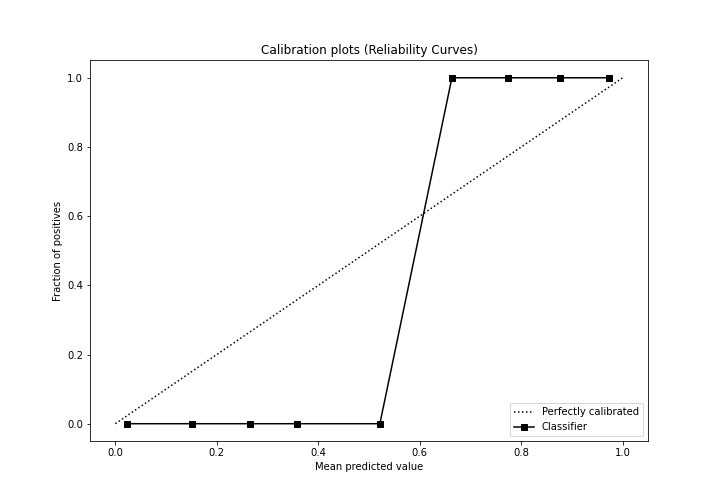 Calibration plots (Reliability Curves)
1.0
0.8
0.6
0.4
0.2
0.0
Fraction of positives
0.0 0.2 0.4 0.6 0.8 1.0
Mean predicted value
Perfectly calibrated
Classifier